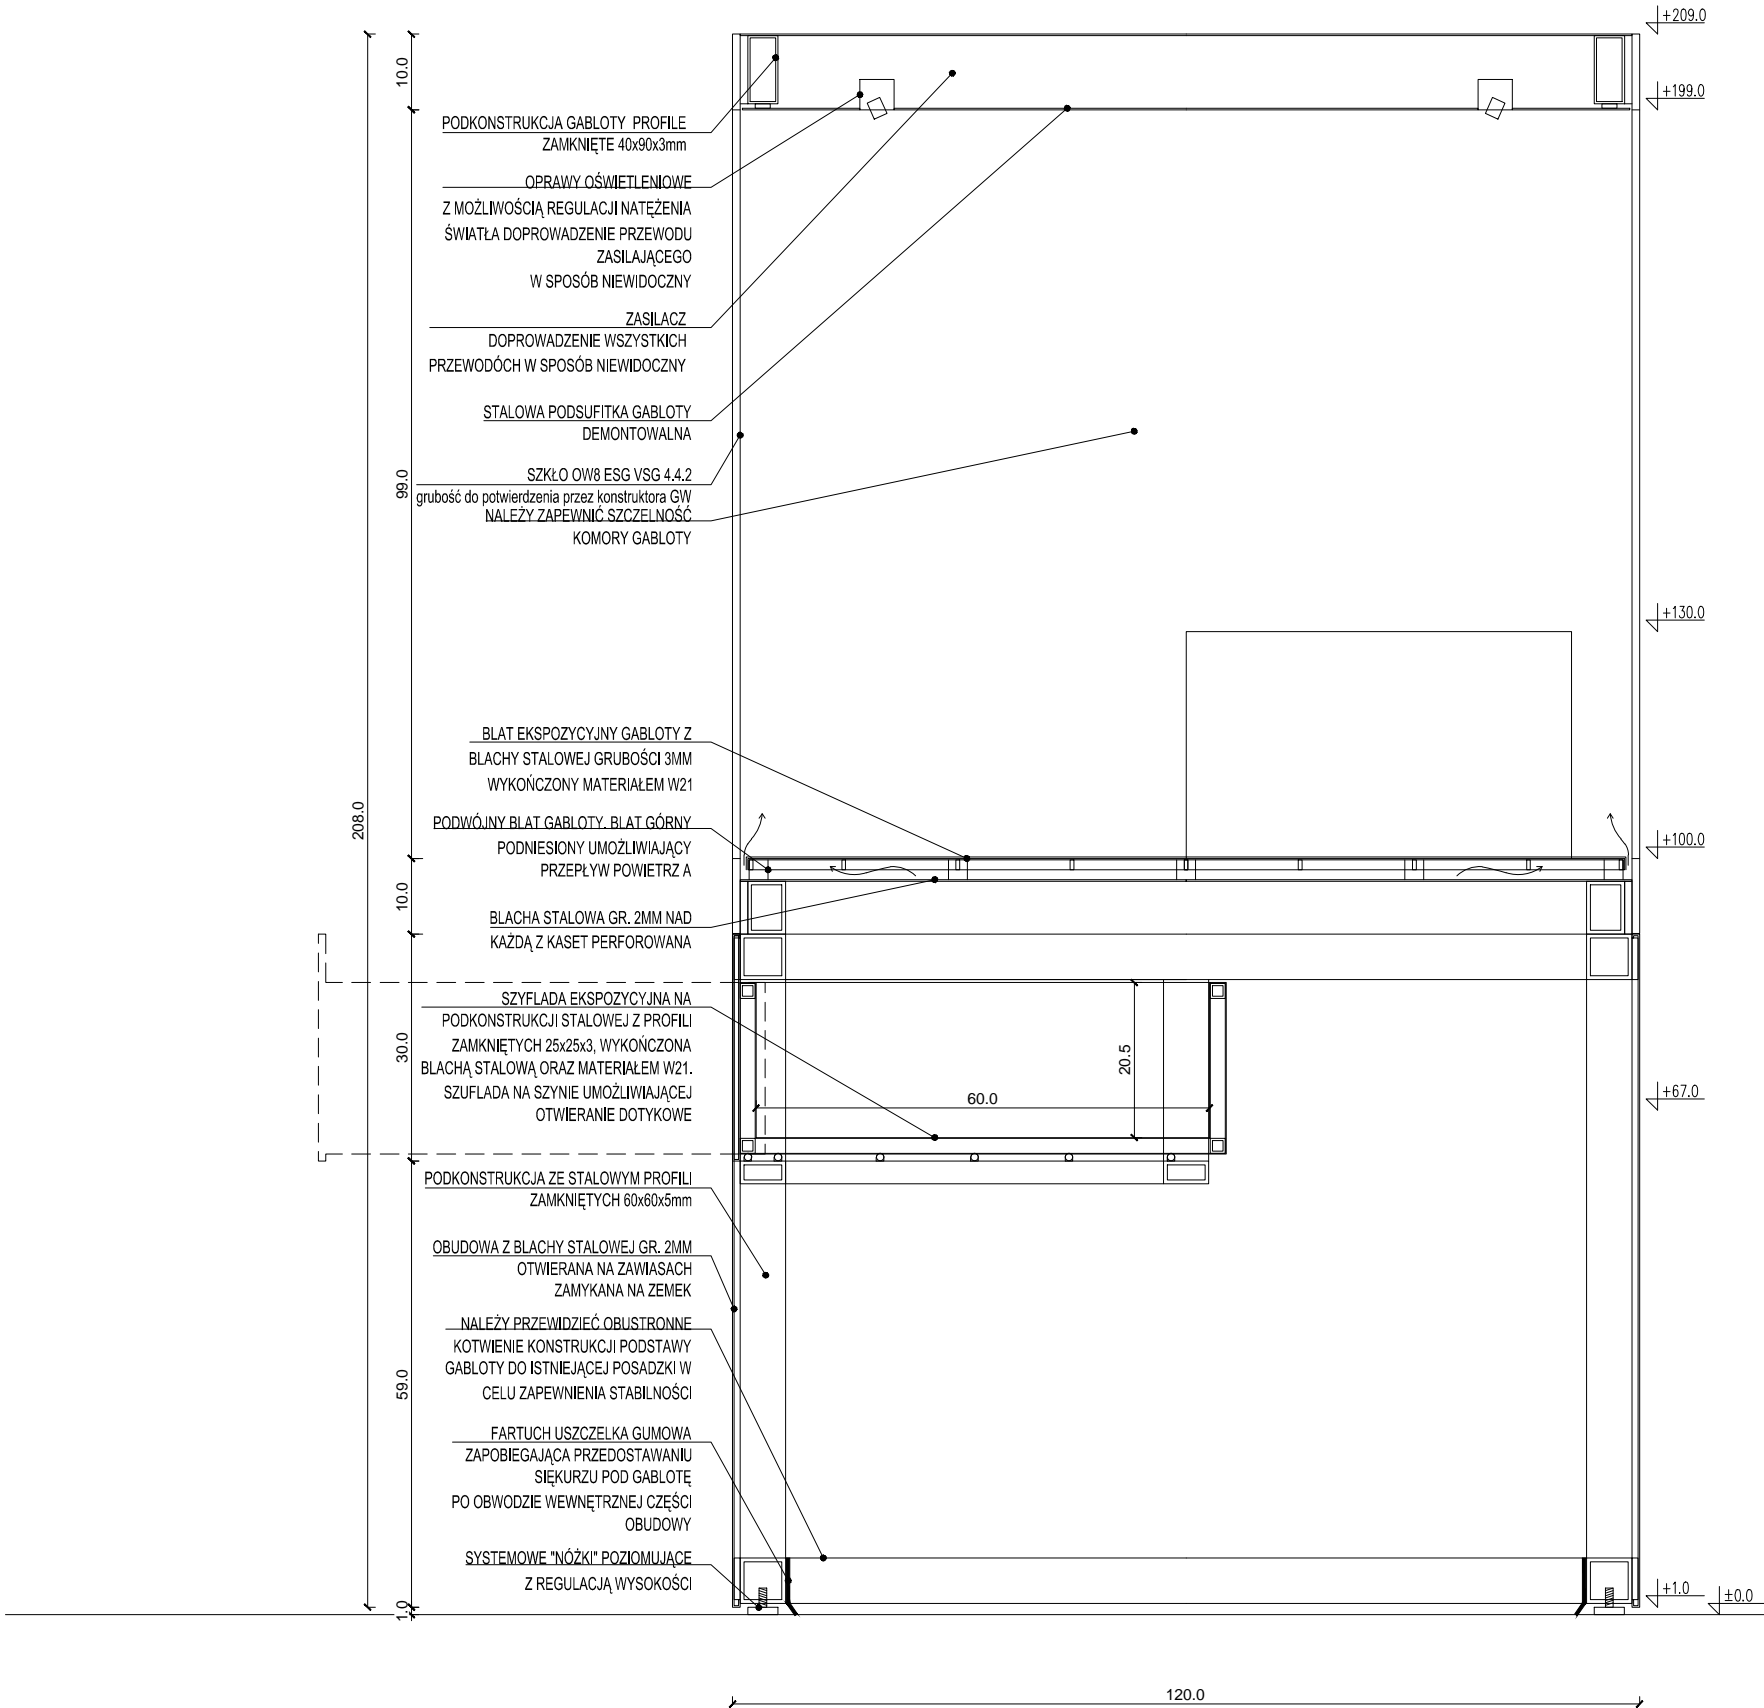 +209.0
10.0
+199.0
PODKONSTRUKCJA GABLOTY PROFILE
ZAMKNIĘTE 40x90x3mm
OPRAWY OŚWIETLENIOWE
Z MOŻLIWOŚCIĄ REGULACJI NATĘŻENIA
ŚWIATŁA DOPROWADZENIE PRZEWODU
ZASILAJĄCEGO
W SPOSÓB NIEWIDOCZNY
ZASILACZ
DOPROWADZENIE WSZYSTKICH
PRZEWODÓCH W SPOSÓB NIEWIDOCZNY
STALOWA PODSUFITKA GABLOTY
DEMONTOWALNA
99.0
SZKŁO OW8 ESG VSG 4.4.2
grubość do potwierdzenia przez konstruktora GW
NALEŻY ZAPEWNIĆ SZCZELNOŚĆ
KOMORY GABLOTY
+130.0
BLAT EKSPOZYCYJNY GABLOTY Z
BLACHY STALOWEJ GRUBOŚCI 3MM
WYKOŃCZONY MATERIAŁEM W21
208.0
PODWÓJNY BLAT GABLOTY. BLAT GÓRNY
PODNIESIONY UMOŻLIWIAJĄCY
PRZEPŁYW POWIETRZ A
+100.0
10.0
BLACHA STALOWA GR. 2MM NAD
KAŻDĄ Z KASET PERFOROWANA
SZYFLADA EKSPOZYCYJNA NA
PODKONSTRUKCJI STALOWEJ Z PROFILI
ZAMKNIĘTYCH 25x25x3, WYKOŃCZONA
BLACHĄ STALOWĄ ORAZ MATERIAŁEM W21.
SZUFLADA NA SZYNIE UMOŻLIWIAJĄCEJ
OTWIERANIE DOTYKOWE
30.0
20.5
60.0
+67.0
PODKONSTRUKCJA ZE STALOWYM PROFILI
ZAMKNIĘTYCH 60x60x5mm
OBUDOWA Z BLACHY STALOWEJ GR. 2MM
OTWIERANA NA ZAWIASACH
ZAMYKANA NA ZEMEK
NALEŻY PRZEWIDZIEĆ OBUSTRONNE
KOTWIENIE KONSTRUKCJI PODSTAWY
GABLOTY DO ISTNIEJĄCEJ POSADZKI W
CELU ZAPEWNIENIA STABILNOŚCI
59.0
FARTUCH USZCZELKA GUMOWA
ZAPOBIEGAJĄCA PRZEDOSTAWANIU
SIĘKURZU POD GABLOTĘ
PO OBWODZIE WEWNĘTRZNEJ CZĘŚCI
OBUDOWY
SYSTEMOWE "NÓŻKI" POZIOMUJĄCE
Z REGULACJĄ WYSOKOŚCI
1.0
+1.0
±0.0
120.0